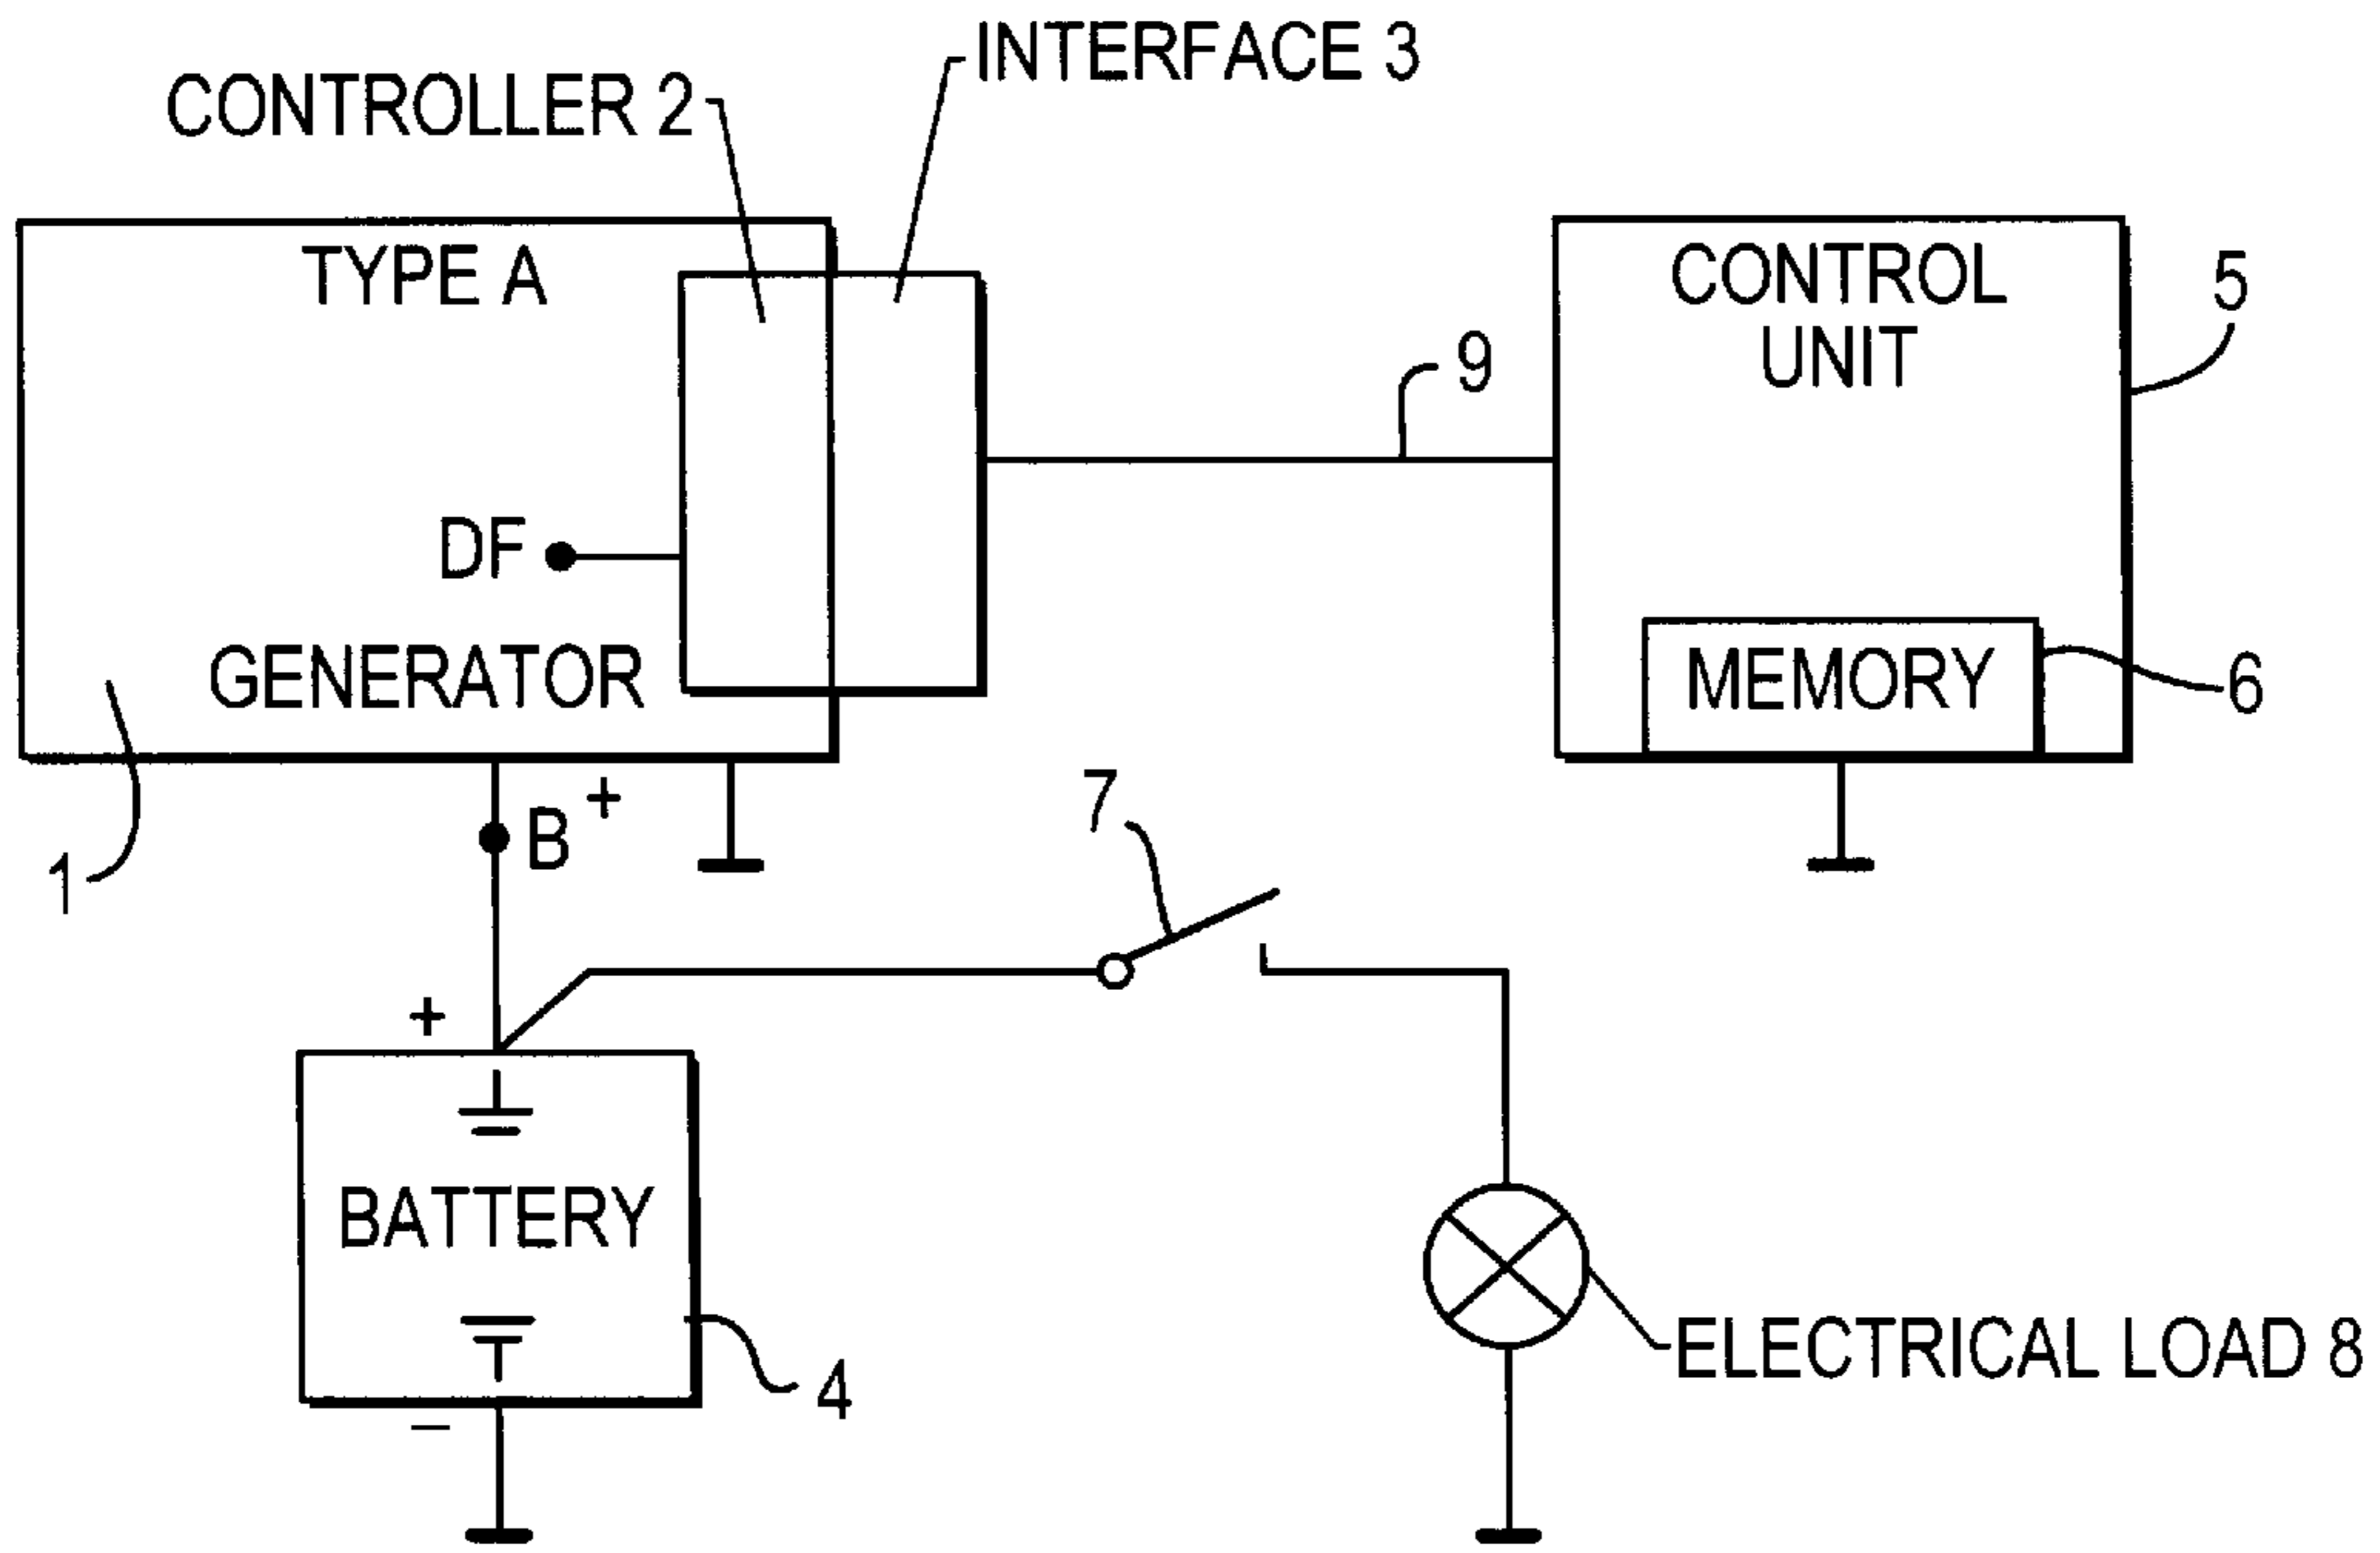 INTERFACE 3
CONTROLLER 2
TYPE A
CONTROL
UNIT
5
9
DF
GENERATOR
MEMORY
6
1
B+
7
+
BATTERY
4
–
ELECTRICAL LOAD 8